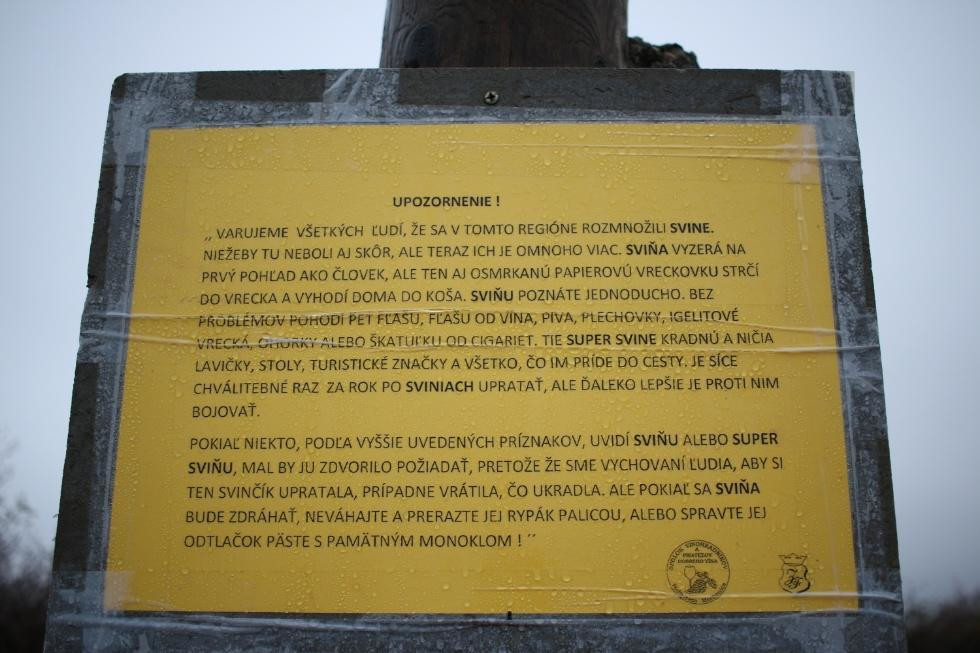 UPOZORNENIE !
„ VARUJEME VŠETKÝCH ĽUDÍ, ŽE SA V TOMTO REGIÓNE ROZMNOŽILI SVINE.
NIEŽEBY TU NEBOLI AJ SKÔR, ALE TERAZ ICH JE OMNOHO VIAC. SVIŇA VYZERÁ NA
PRVÝ POHĽAD AKO ČLOVEK, ALE TEN AJ OSMRKANÚ PAPIEROVÚ VRECKOVKU STRČÍ
DO VRECKA A VYHODÍ DOMA DO KOŠA. SVIŇU POZNÁTE JEDNODUCHO. BEZ
PROBLÉMOV POHODÍ PET FĽAŠU, FĽAŠU OD VÍNA, PIVA, PLECHOVKY, IGELITOVÉ
VRECKÁ, OHORKY ALEBO ŠKATUĽKU OD CIGARIET. TIE SUPER SVINE KRADNÚ A NIČIA
LAVIČKY, STOLY, TURISTICKÉ ZNAČKY A VŠETKO, ČO IM PRÍDE DO CESTY. JE SÍCE
CHVÁLITEBNÉ RAZ ZA ROK PO SVINIACH UPRATAŤ, ALE ĎALEKO LEPŠIE JE PROTI NIM
BOJOVAŤ.
POKIAĽ NIEKTO, PODĽA VYŠŠIE UVEDENÝCH PRÍZNAKOV, UVIDÍ SVIŇU ALEBO SUPER
SVIŇU, MAL BY JU ZDVORILO POŽIADAŤ, PRETOŽE ŽE SME VYCHOVANÍ ĽUDIA, ABY SI
TEN SVINČÍK UPRATALA, PRÍPADNE VRÁTILA, ČO UKRADLA. ALE POKIAĽ SA SVIŇA
BUDE ZDRÁHAŤ, NEVÁHAJTE A PRERAZTE JEJ RYPÁK PALICOU, ALEBO SPRAVTE JEJ
ODTLAČOK PÄSTE S PAMÄTNÝM MONOKLOM ! ´´
SPOLOK VINOHRADNÍKOV
A
PRIATEĽOV
DOBRÉHO VÍNA